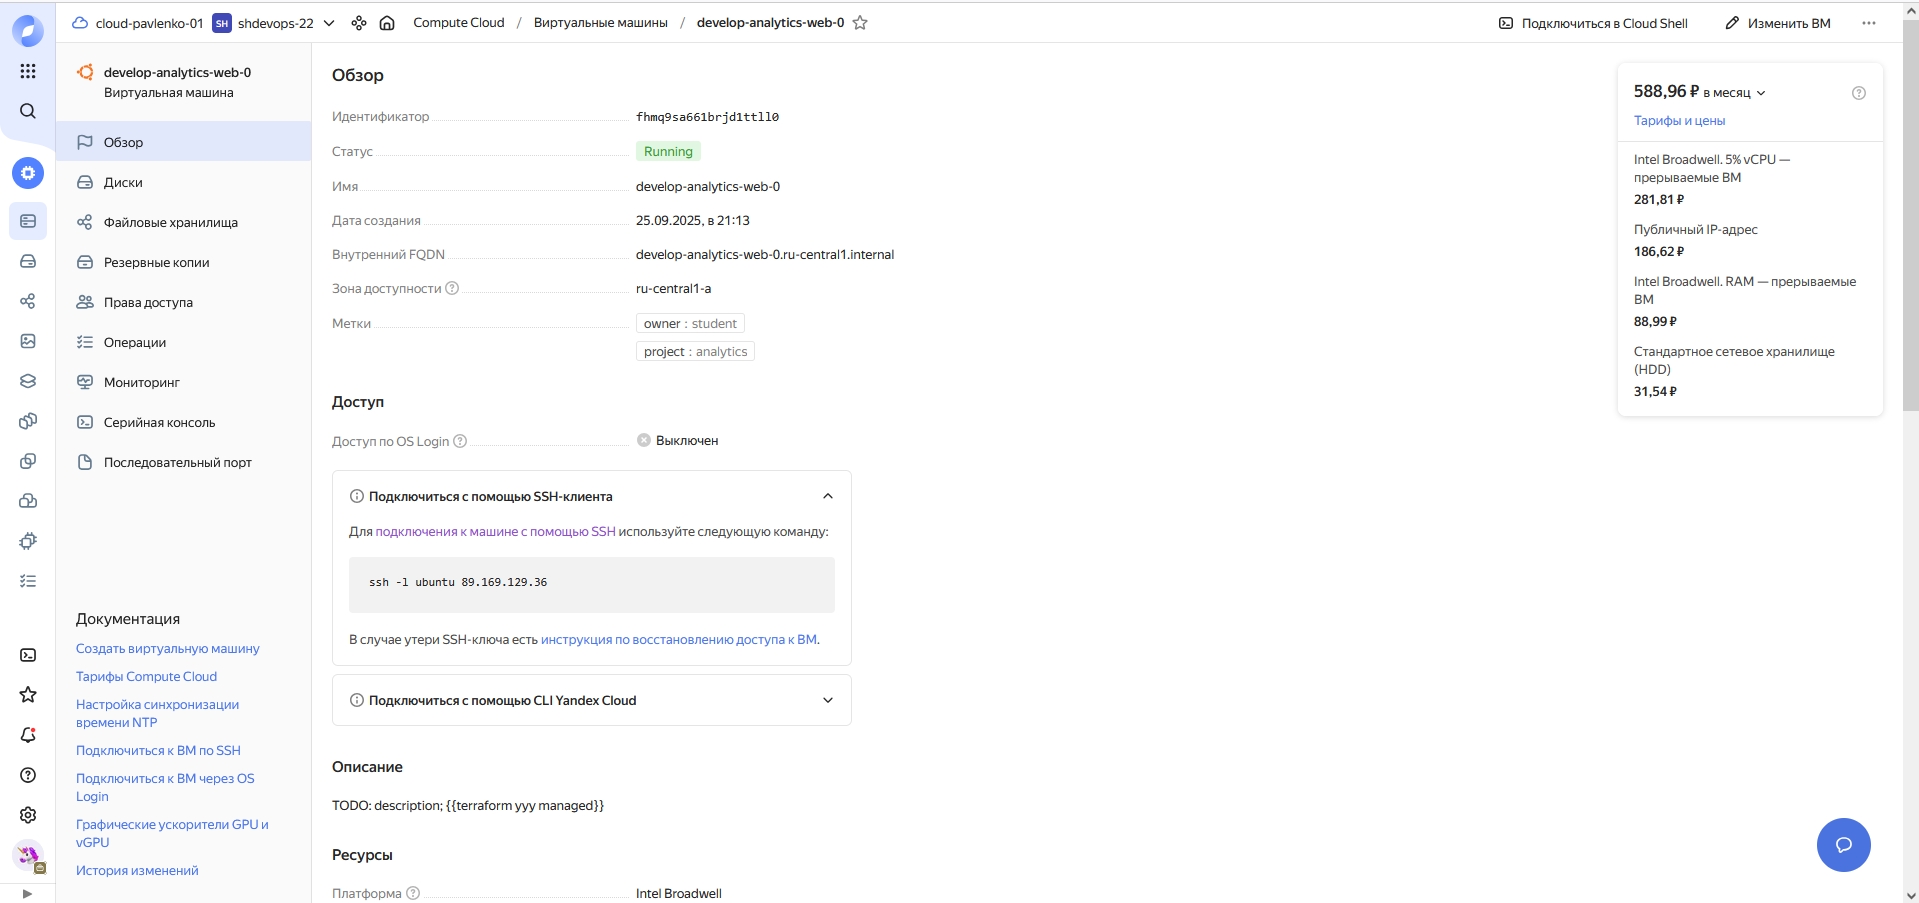 cloud-pavlenko-01 SH shdevops-22 Compute Cloud / Виртуальные машины / develop-analytics-web-0 Подключиться в Cloud Shell Изменить ВМ
develop-analytics-web-0
Виртуальная машина
Обзор
Диски
Файловые хранилища
Резервные копии
Права доступа
Операции
Мониторинг
Серийная консоль
Последовательный порт
Документация
Создать виртуальную машину
Тарифы Compute Cloud
Настройка синхронизации
времени NTP
Подключиться к ВМ по SSH
Подключиться к ВМ через OS
Login
Графические ускорители GPU и
vGPU
История изменений
Обзор
Идентификатор fhmq9sa661brjd1ttll0
Статус Running
Имя develop-analytics-web-0
Дата создания 25.09.2025, в 21:13
Внутренний FQDN develop-analytics-web-0.ru-central1.internal
Зона доступности ru-central1-a
Метки owner : student
project : analytics
Доступ
Доступ по OS Login Выключен
Подключиться с помощью SSH-клиента
Для подключения к машине с помощью SSH используйте следующую команду:
ssh -l ubuntu 89.169.129.36
В случае утери SSH-ключа есть инструкция по восстановлению доступа к ВМ.
Подключиться с помощью CLI Yandex Cloud
Описание
TODO: description; {{terraform yyy managed}}
Ресурсы
Платформа Intel Broadwell
588,96 ₽ в месяц
Тарифы и цены
Intel Broadwell. 5% vCPU —
прерываемые ВМ
281,81 ₽
Публичный IP-адрес
186,62 ₽
Intel Broadwell. RAM — прерываемые
ВМ
88,99 ₽
Стандартное сетевое хранилище
(HDD)
31,54 ₽